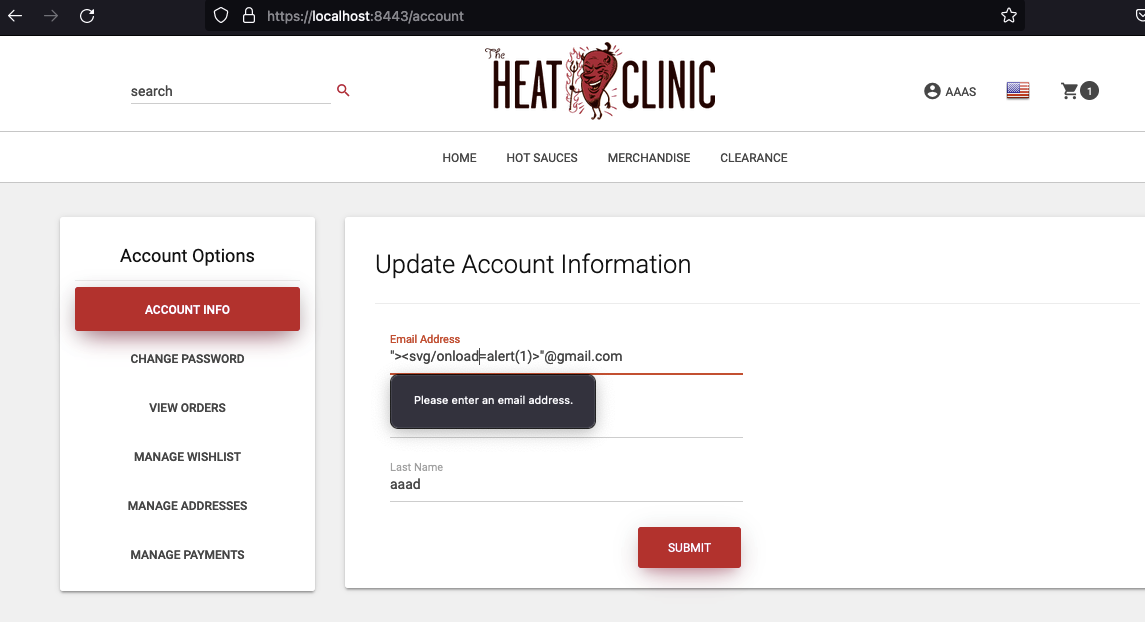 https://localhost:8443/account
search
The
HEAT CLINIC
AAAS
1
HOME HOT SAUCES MERCHANDISE CLEARANCE
Account Options
ACCOUNT INFO
CHANGE PASSWORD
VIEW ORDERS
MANAGE WISHLIST
MANAGE ADDRESSES
MANAGE PAYMENTS
Update Account Information
Email Address
"><svg/onload=alert(1)>"@gmail.com
Please enter an email address.
Last Name
aaad
SUBMIT